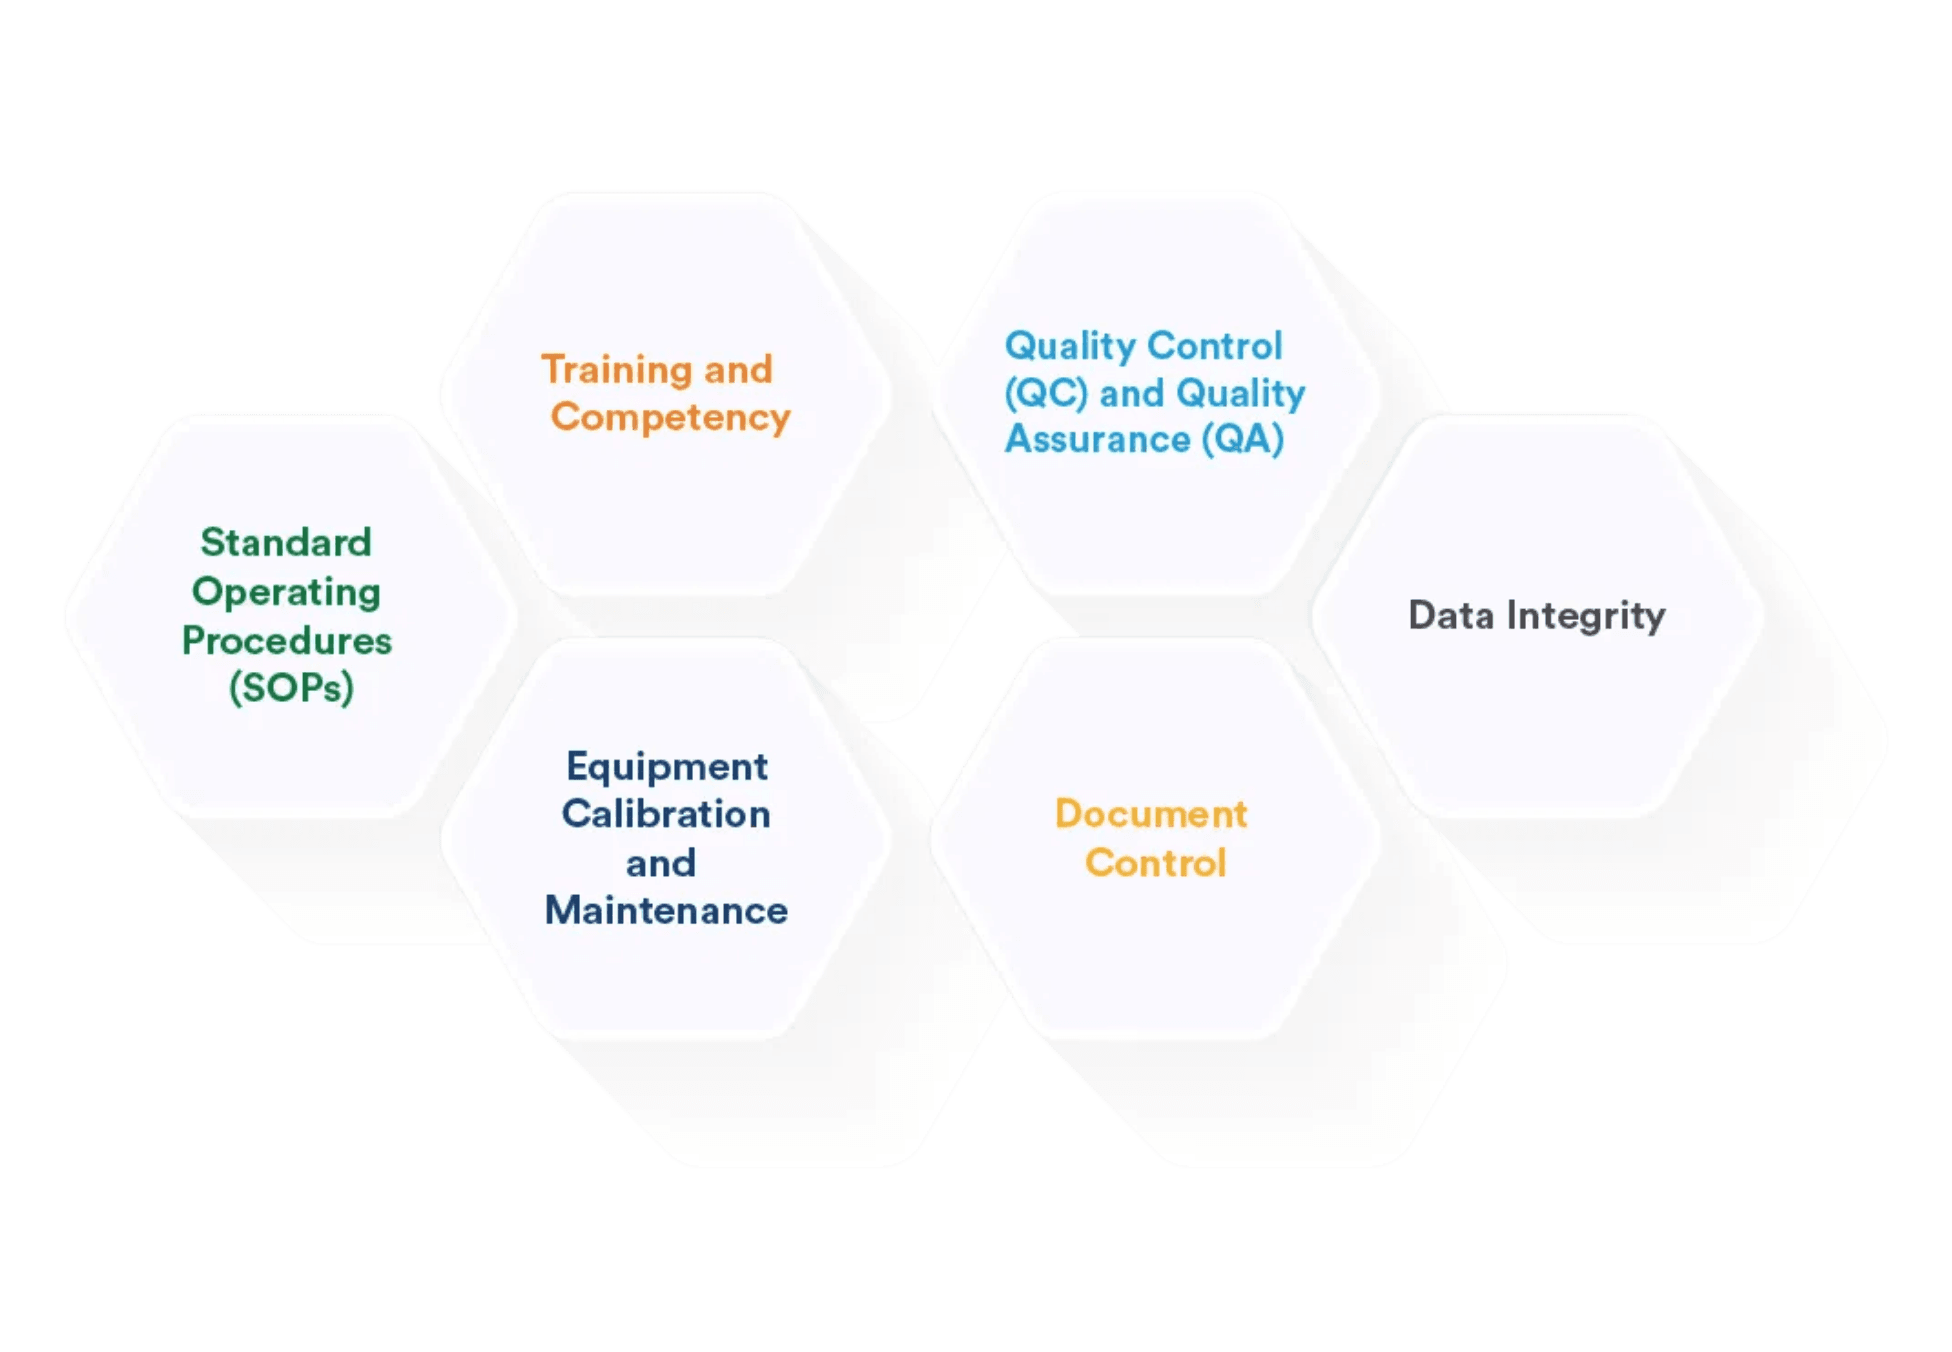 Training and
Competency
Quality Control
(QC) and Quality
Assurance (QA)
Standard
Operating
Procedures
(SOPs)
Data Integrity
Equipment
Calibration
and
Maintenance
Document
Control